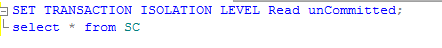 SET TRANSACTION ISOLATION LEVEL Read unCommitted;
select * from SC